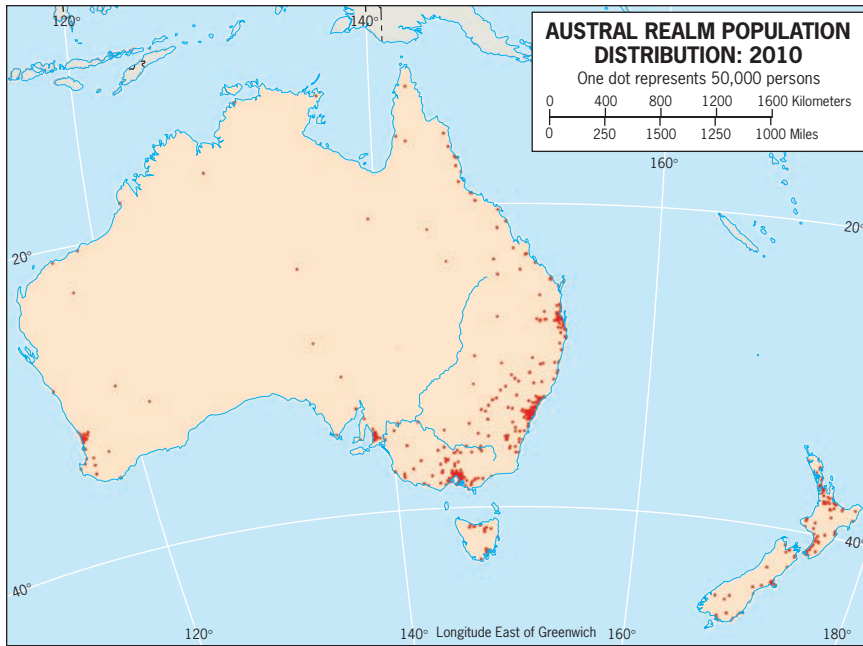 120°
140°
AUSTRAL REALM POPULATION
DISTRIBUTION: 2010
One dot represents 50,000 persons
0 400 800 1200 1600 Kilometers
0 250 1500 1250 1000 Miles
160°
20°
20°
40°
40°
120°
140° Longitude East of Greenwich 160° 180°